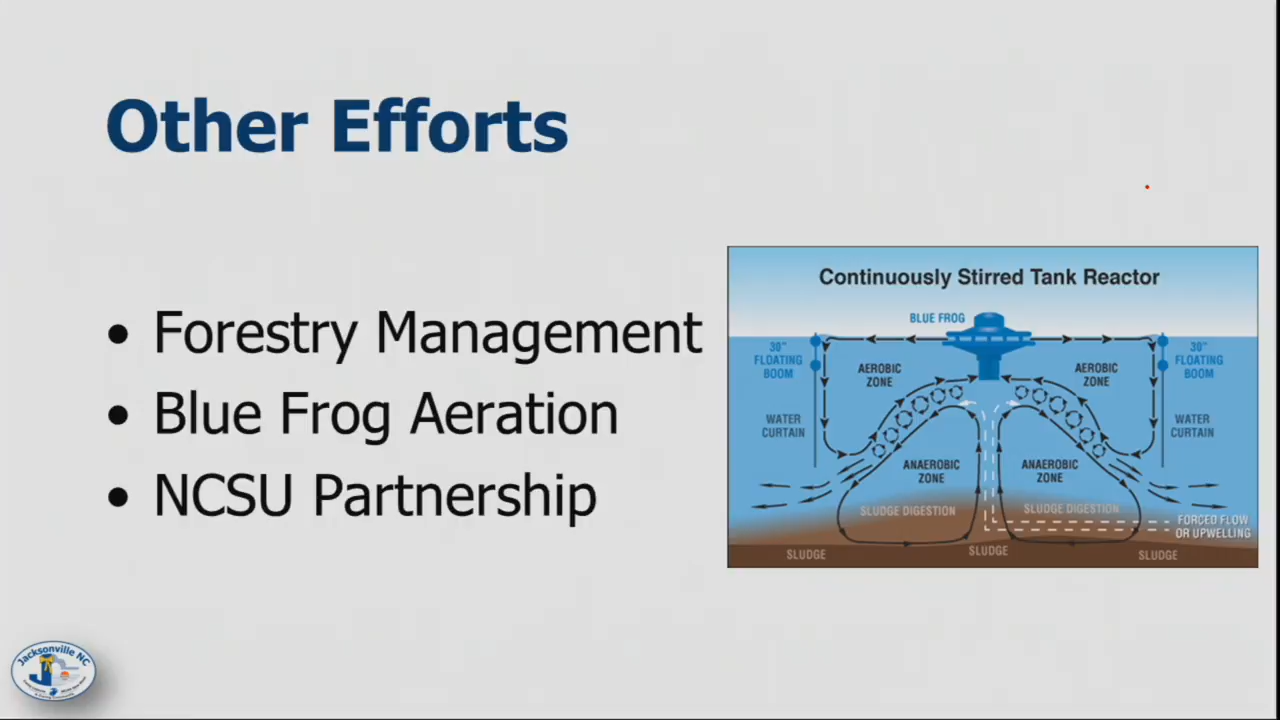 Other Efforts
• Forestry Management
• Blue Frog Aeration
• NCSU Partnership
Continuously Stirred Tank Reactor
BLUE FROG
30"
FLOATING
BOOM
AEROBIC
ZONE
AEROBIC
ZONE
30"
FLOATING
BOOM
WATER
CURTAIN
WATER
CURTAIN
ANAEROBIC
ZONE
ANAEROBIC
ZONE
SLUDGE DIGESTION
SLUDGE DIGESTION
FORCED FLOW
OR UPWELLING
SLUDGE
SLUDGE
SLUDGE
Jacksonville NC